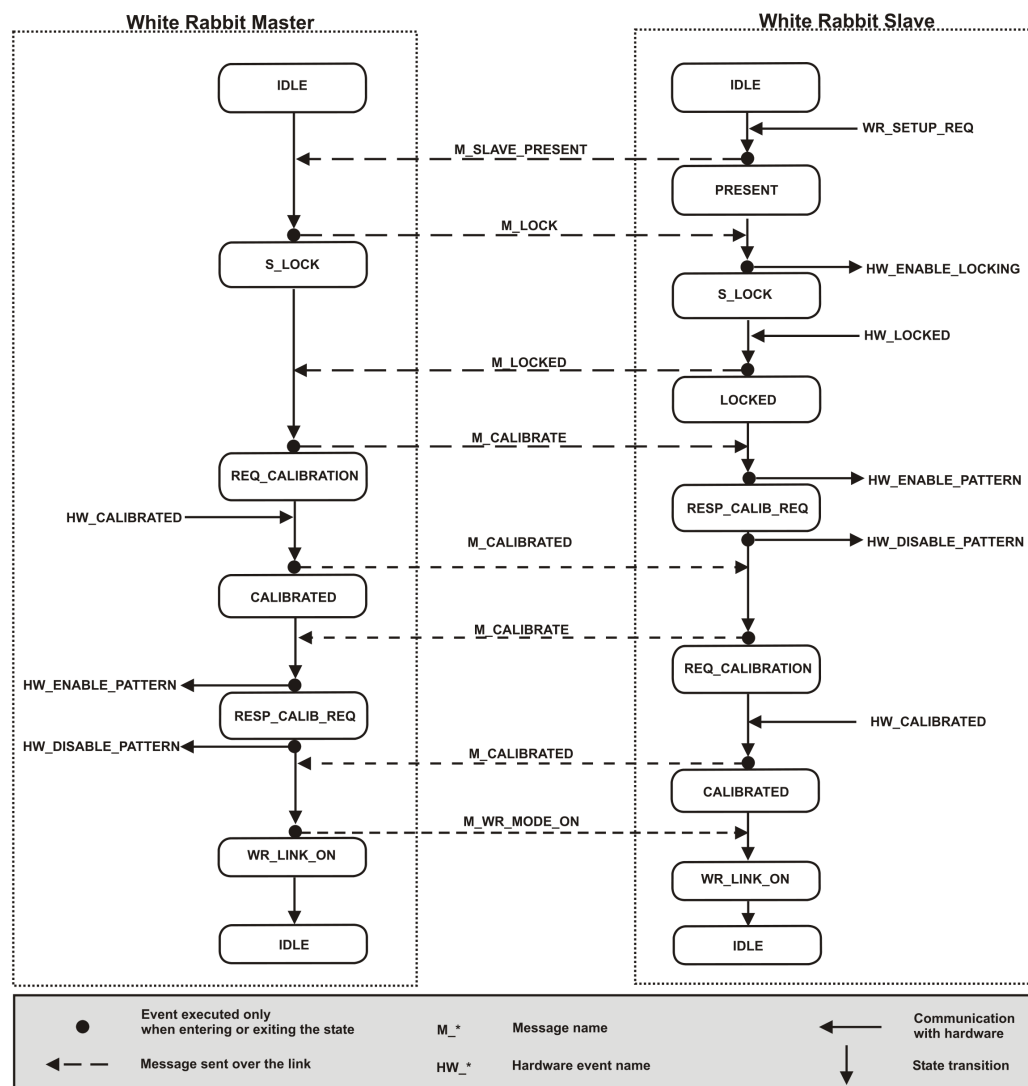 White Rabbit Master
White Rabbit Slave
IDLE
IDLE
WR_SETUP_REQ
M_SLAVE_PRESENT
PRESENT
M_LOCK
S_LOCK
HW_ENABLE_LOCKING
S_LOCK
HW_LOCKED
M_LOCKED
LOCKED
M_CALIBRATE
REQ_CALIBRATION
HW_ENABLE_PATTERN
RESP_CALIB_REQ
HW_CALIBRATED
HW_DISABLE_PATTERN
M_CALIBRATED
CALIBRATED
M_CALIBRATE
REQ_CALIBRATION
HW_ENABLE_PATTERN
RESP_CALIB_REQ
HW_CALIBRATED
HW_DISABLE_PATTERN
M_CALIBRATED
CALIBRATED
M_WR_MODE_ON
WR_LINK_ON
WR_LINK_ON
IDLE
IDLE
Event executed only
when entering or exiting the state
M_*
Message name
Communication
with hardware
Message sent over the link
HW_*
Hardware event name
State transition